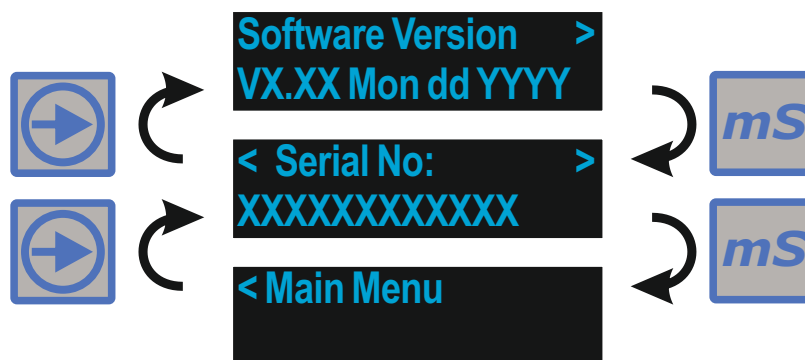 Software Version >
VX.XX Mon dd YYYY
mS
< Serial No: >
XXXXXXXXXXXX
mS
< Main Menu